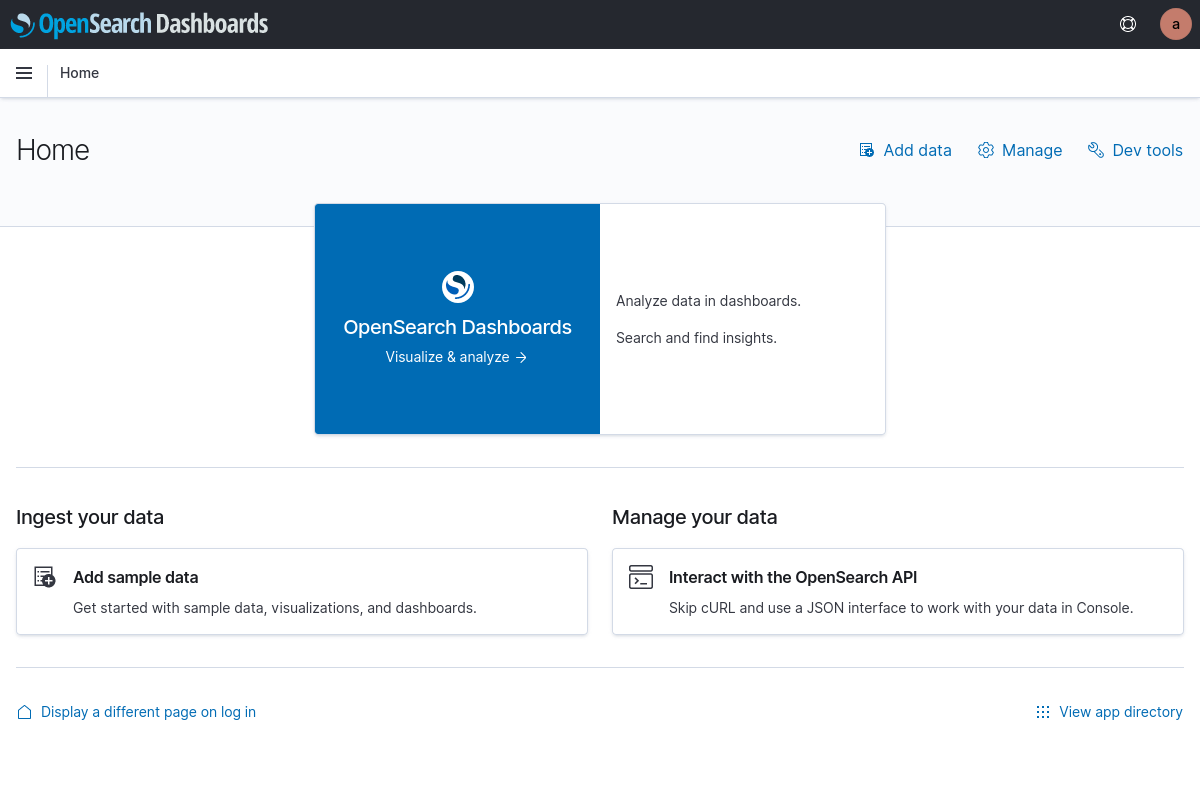 OpenSearch Dashboards
a
Home
Home
Add data
Manage
Dev tools
OpenSearch Dashboards
Visualize & analyze →
Analyze data in dashboards.
Search and find insights.
Ingest your data
Add sample data
Get started with sample data, visualizations, and dashboards.
Manage your data
Interact with the OpenSearch API
Skip cURL and use a JSON interface to work with your data in Console.
Display a different page on log in
View app directory